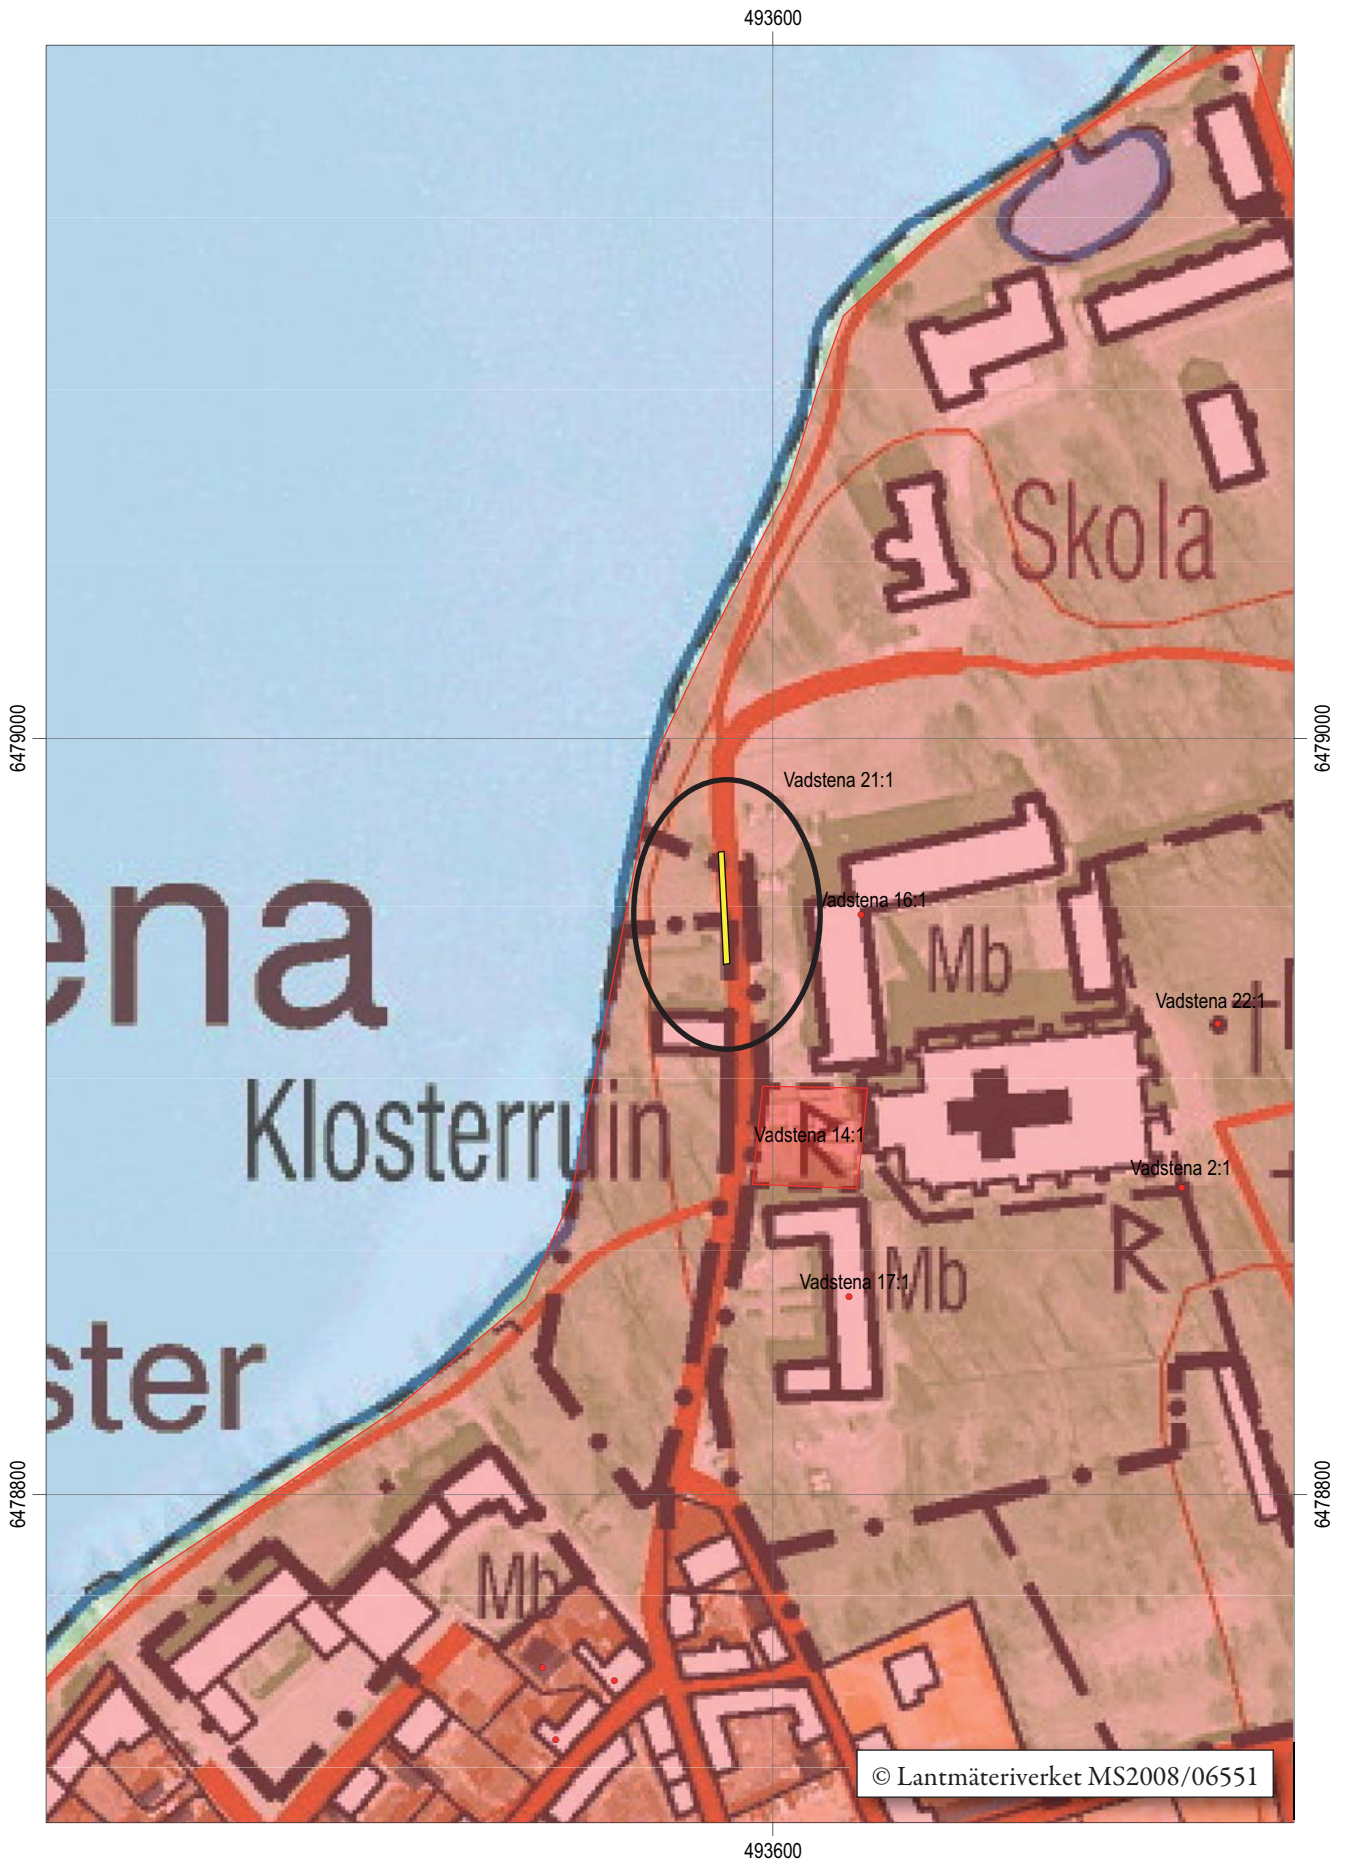 493600
Skola
6479000
6479000
Vadstena 21:1
Vadstena 16:1
ena
Mb
Vadstena 22:1
Klosterruin
R
Vadstena 14:1
Vadstena 2:1
R
Mb
Vadstena 17:1
ster
6478800
6478800
Mb
© Lantmäteriverket MS2008/06551
493600